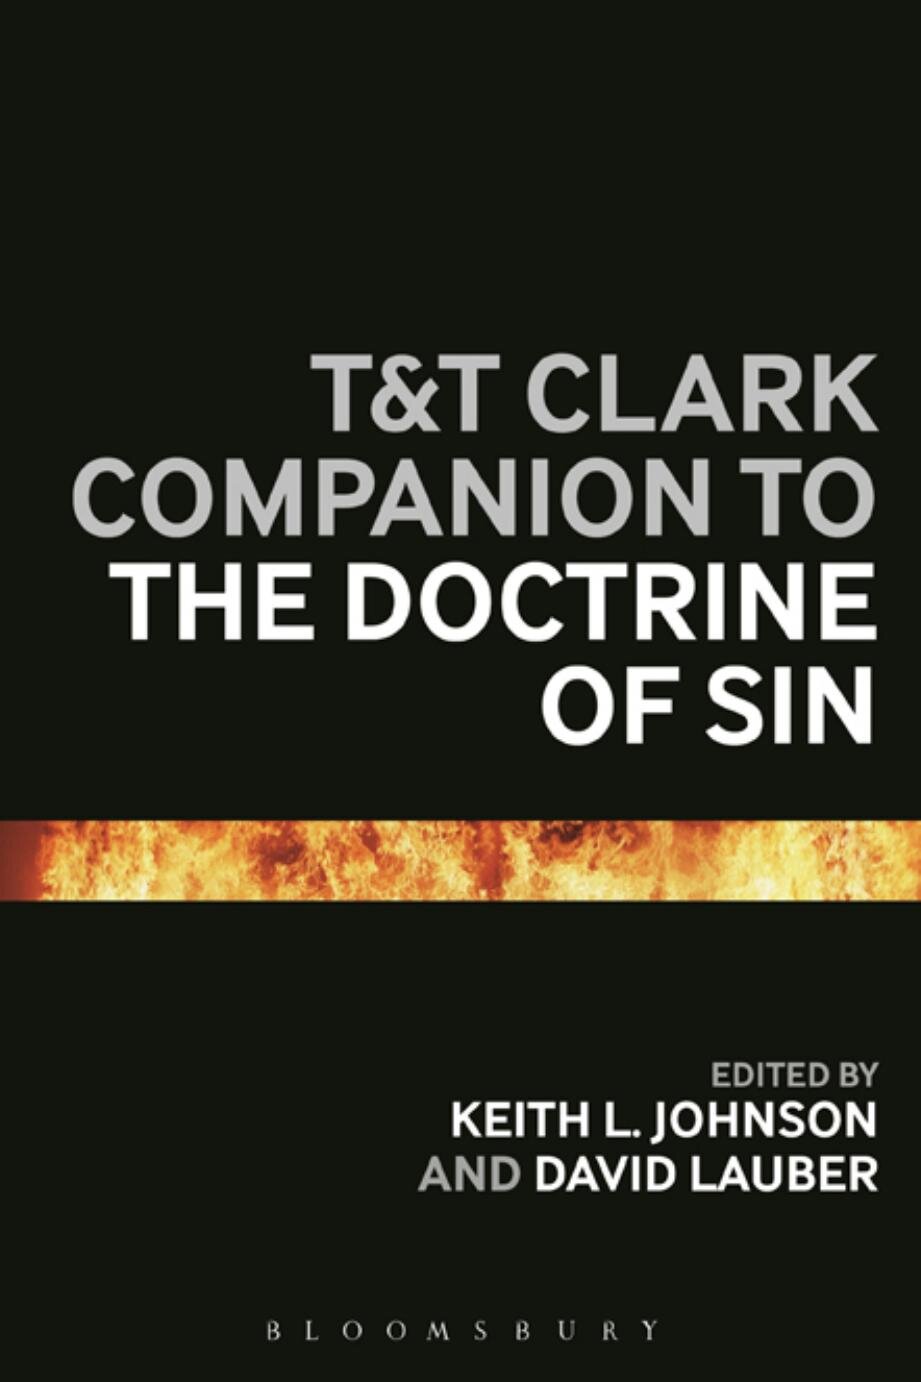 T&T CLARK
COMPANION TO
THE DOCTRINE
OF SIN
EDITED BY
KEITH L. JOHNSON
AND DAVID LAUBER
BLOOMSBURY